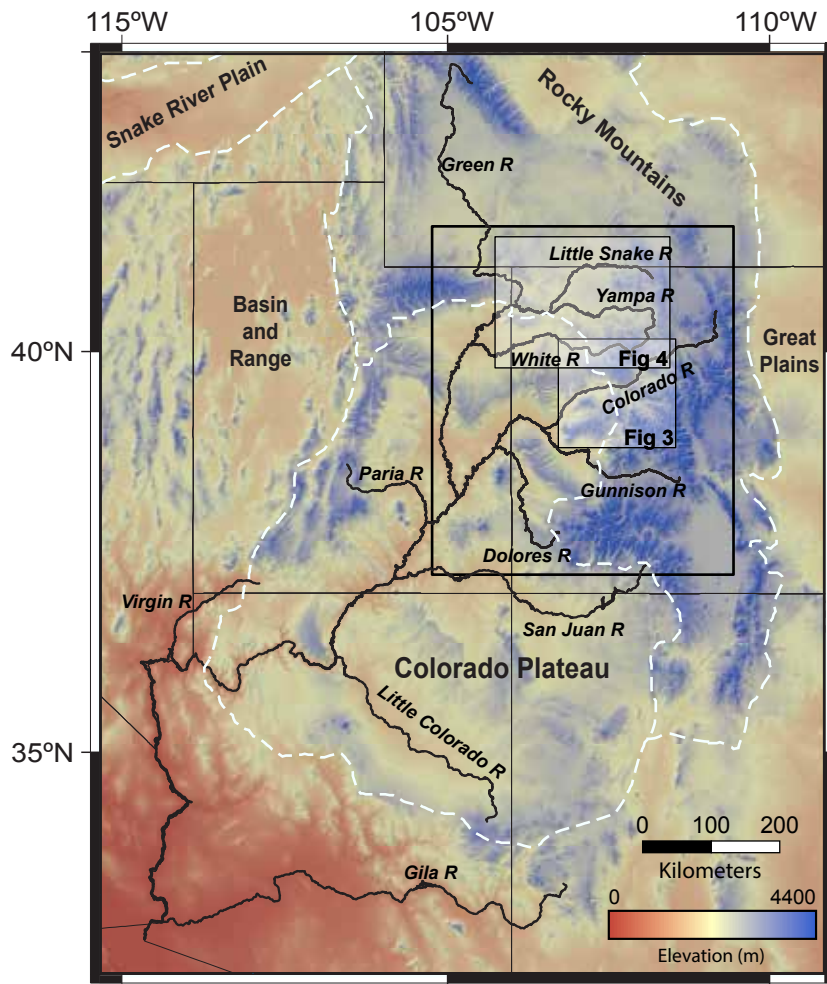 115ºW 105ºW 110ºW
Snake River Plain
Rocky Mountains
Green R
Little Snake R
Yampa R
Basin
and
Range
Great
Plains
40ºN
White R
Fig 4
Colorado R
Fig 3
Paria R
Gunnison R
Dolores R
Virgin R
San Juan R
Colorado Plateau
Little Colorado R
35ºN
0 100 200
Kilometers
Gila R
0 4400
Elevation (m)